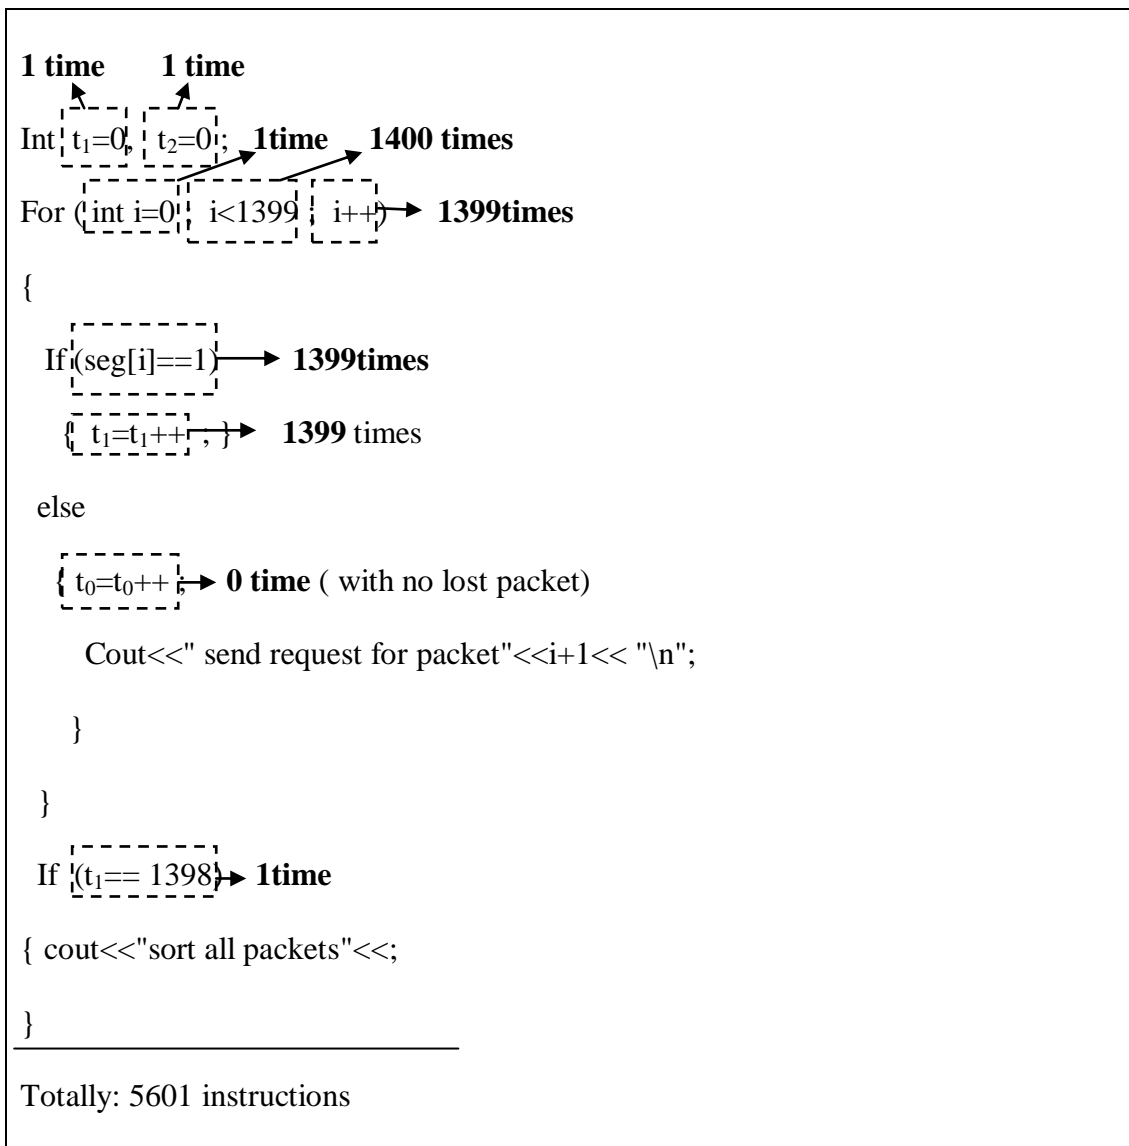 1 time 1 time
Int t₁=0, t₂=0 ; 1time 1400 times
For ( int i=0 ; i<1399 ; i++) 1399times
{
If (seg[i]==1) 1399times
{ t₁=t₁++ ; } 1399 times
else
{ t₀=t₀++ ; 0 time ( with no lost packet)
Cout<<" send request for packet"<<i+1<< "\n";
}
}
If (t₁== 1398) 1time
{ cout<<"sort all packets"<<;
}
Totally: 5601 instructions